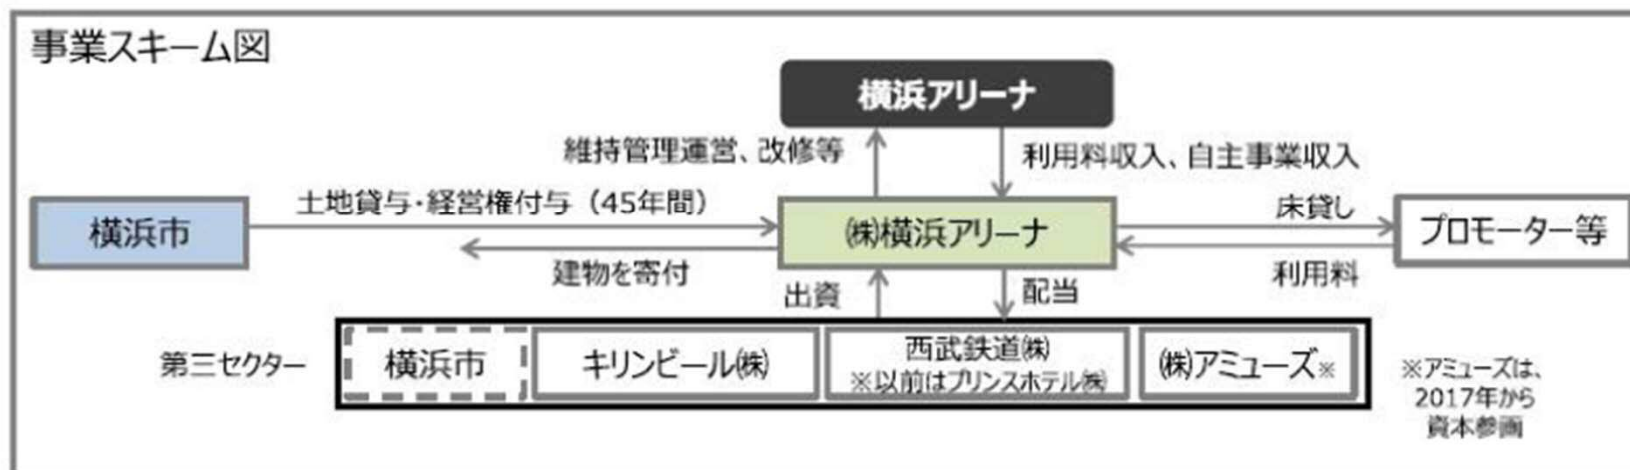 事業スキーム図
横浜アリーナ
維持管理運営、改修等
利用料収入、自主事業収入
土地貸与・経営権付与（45年間）
床貸し
横浜市
㈱横浜アリーナ
プロモーター等
建物を寄付
利用料
出資
配当
第三セクター
横浜市
キリンビール㈱
西武鉄道㈱
※以前はプリンスホテル㈱
㈱アミューズ※
※アミューズは、
2017年から
資本参画